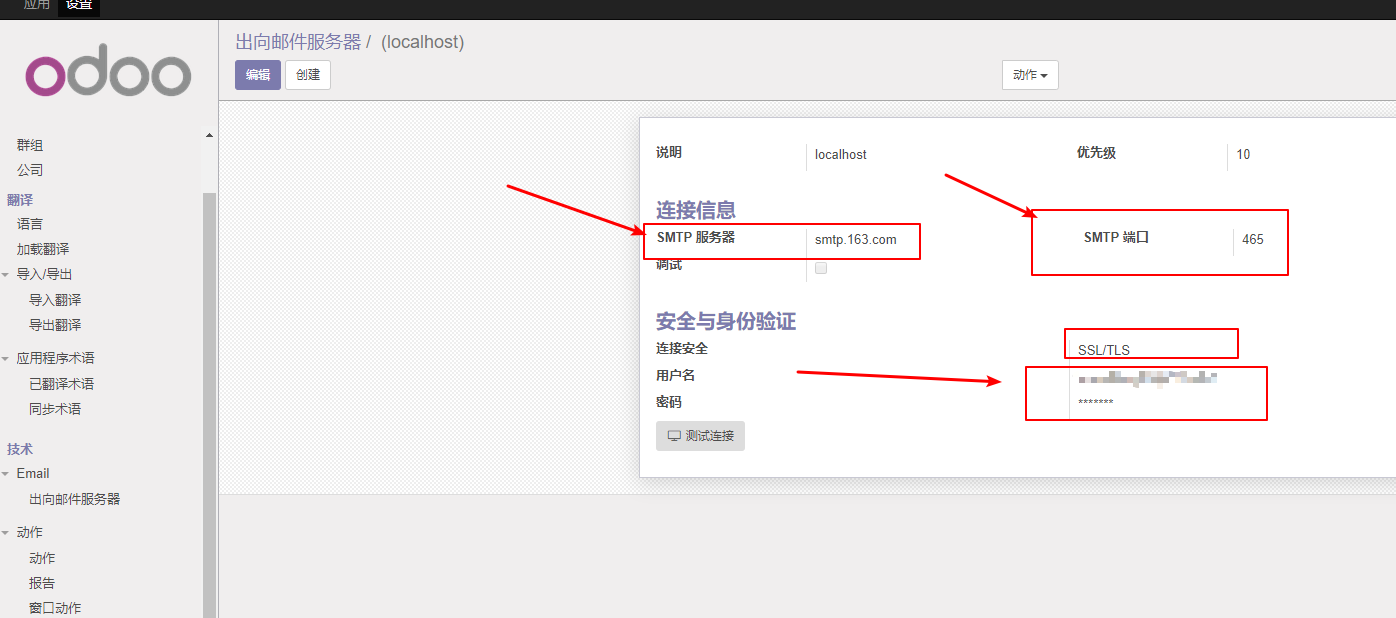 应用 设置
odoo
出向邮件服务器 / (localhost)
编辑 创建 动作
群组
公司
翻译
语言
加载翻译
导入/导出
导入翻译
导出翻译
应用程序术语
已翻译术语
同步术语
技术
Email
出向邮件服务器
动作
动作
报告
窗口动作
说明 localhost 优先级 10
连接信息
SMTP 服务器 smtp.163.com SMTP 端口 465
调试
安全与身份验证
连接安全 SSL/TLS
用户名
密码 *******
测试连接